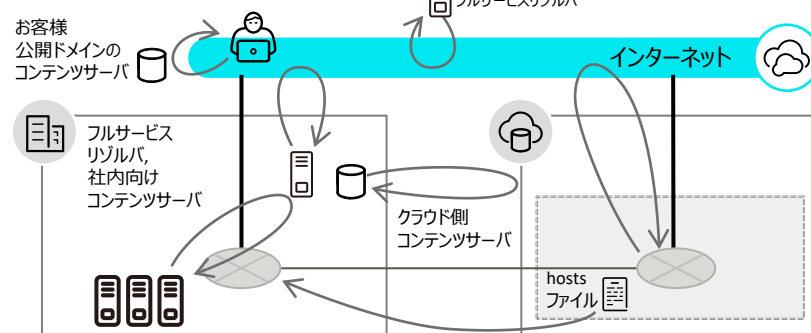 フルサービスリゾルバ
お客様
公開ドメインの
コンテンツサーバ
インターネット
フルサービス
リゾルバ,
社内向け
コンテンツサーバ
クラウド側
コンテンツサーバ
hosts
ファイル